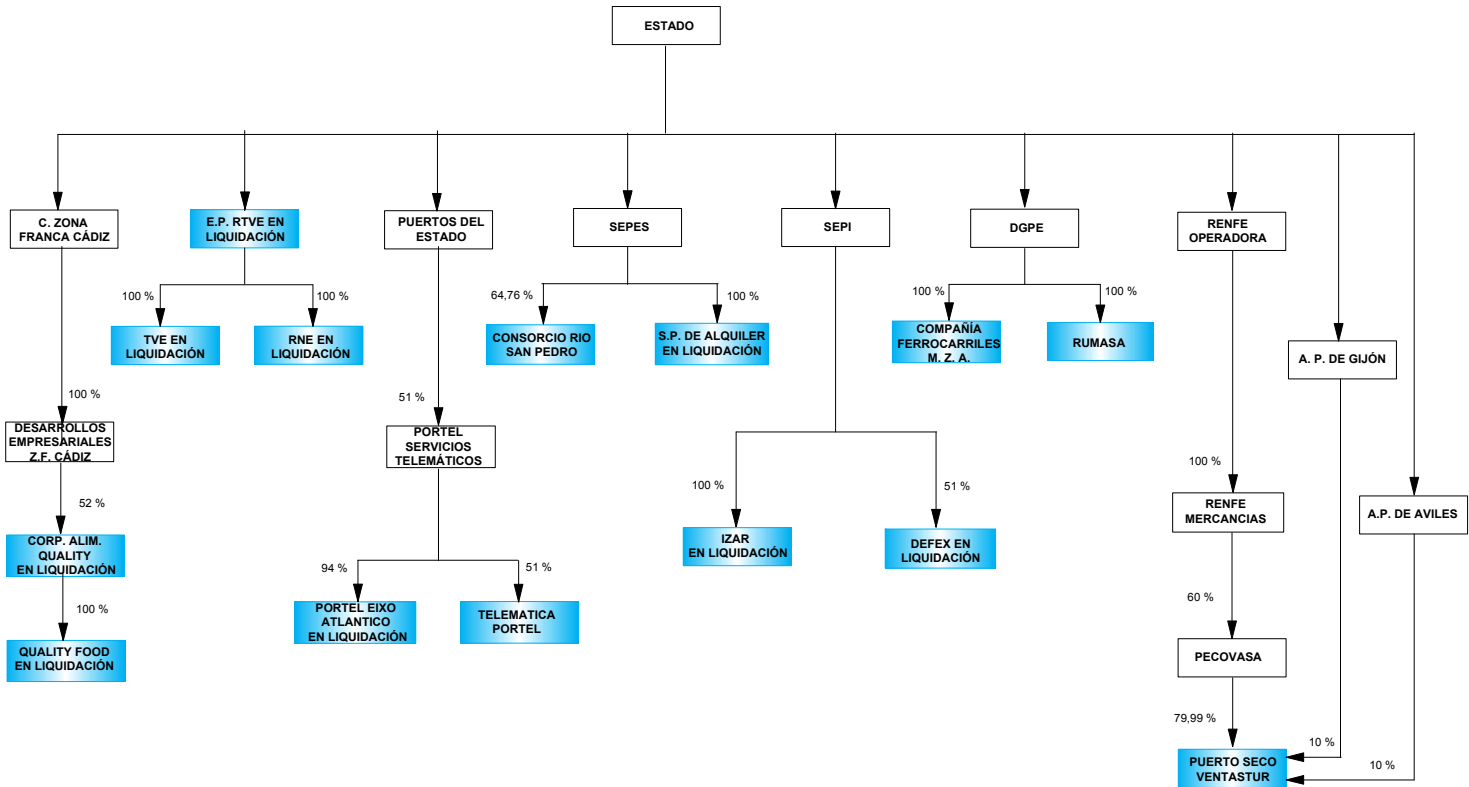 ESTADO
C. ZONA
FRANCA CÁDIZ
E.P. RTVE EN
LIQUIDACIÓN
PUERTOS DEL
ESTADO
SEPES
SEPI
DGPE
RENFE
OPERADORA
100 %
100 %
64,76 %
100 %
100 %
100 %
TVE EN
LIQUIDACIÓN
RNE EN
LIQUIDACIÓN
CONSORCIO RIO
SAN PEDRO
S.P. DE ALQUILER
EN LIQUIDACIÓN
COMPAÑÍA
FERROCARRILES
M. Z. A.
RUMASA
A. P. DE GIJÓN
100 %
51 %
DESARROLLOS
EMPRESARIALES
Z.F. CÁDIZ
PORTEL
SERVICIOS
TELEMÁTICOS
100 %
52 %
100 %
51 %
RENFE
MERCANCIAS
A.P. DE AVILES
CORP. ALIM.
QUALITY
EN LIQUIDACIÓN
IZAR
EN LIQUIDACIÓN
DEFEX EN
LIQUIDACIÓN
94 %
51 %
100 %
60 %
PORTEL EIXO
ATLANTICO
EN LIQUIDACIÓN
TELEMATICA
PORTEL
QUALITY FOOD
EN LIQUIDACIÓN
PECOVASA
79,99 %
10 %
10 %
PUERTO SECO
VENTASTUR